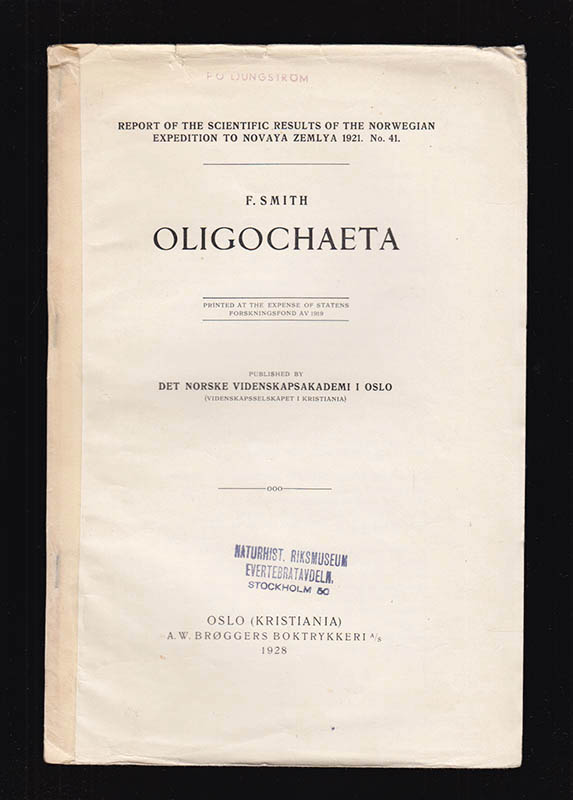 PO LJUNGSTRÖM
REPORT OF THE SCIENTIFIC RESULTS OF THE NORWEGIAN
EXPEDITION TO NOVAYA ZEMLYA 1921. No. 41.
F. SMITH
OLIGOCHAETA
PRINTED AT THE EXPENSE OF STATENS
FORSKNINGSFOND AV 1919
PUBLISHED BY
DET NORSKE VIDENSKAPSAKADEMI I OSLO
(VIDENSKAPSSELSKAPET I KRISTIANIA)
ooo
NATURHIST. RIKSMUSEUM
EVERTEBRATAVDELN.
STOCKHOLM 50
OSLO (KRISTIANIA)
A. W. BRØGGERS BOKTRYKKERI A/s
1928